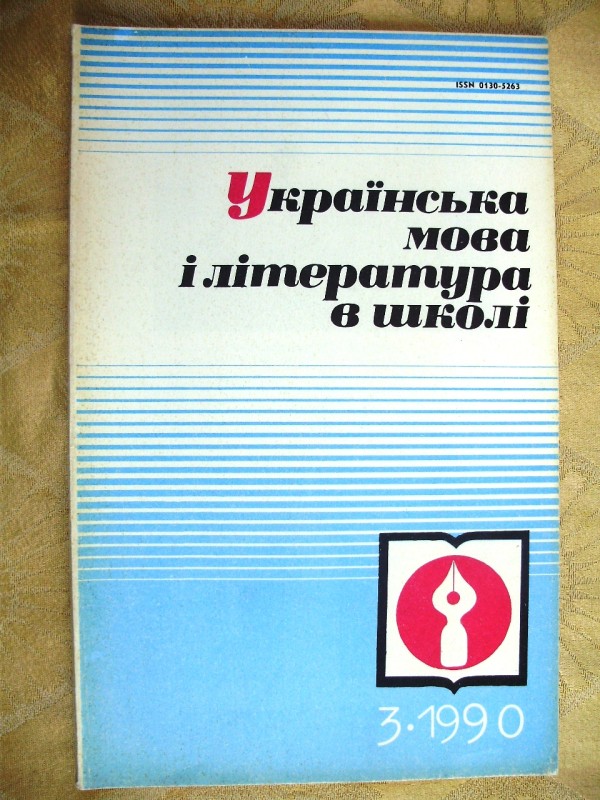 ISSN 0130-5263
Українська
мова
і література
в школі
3·1990